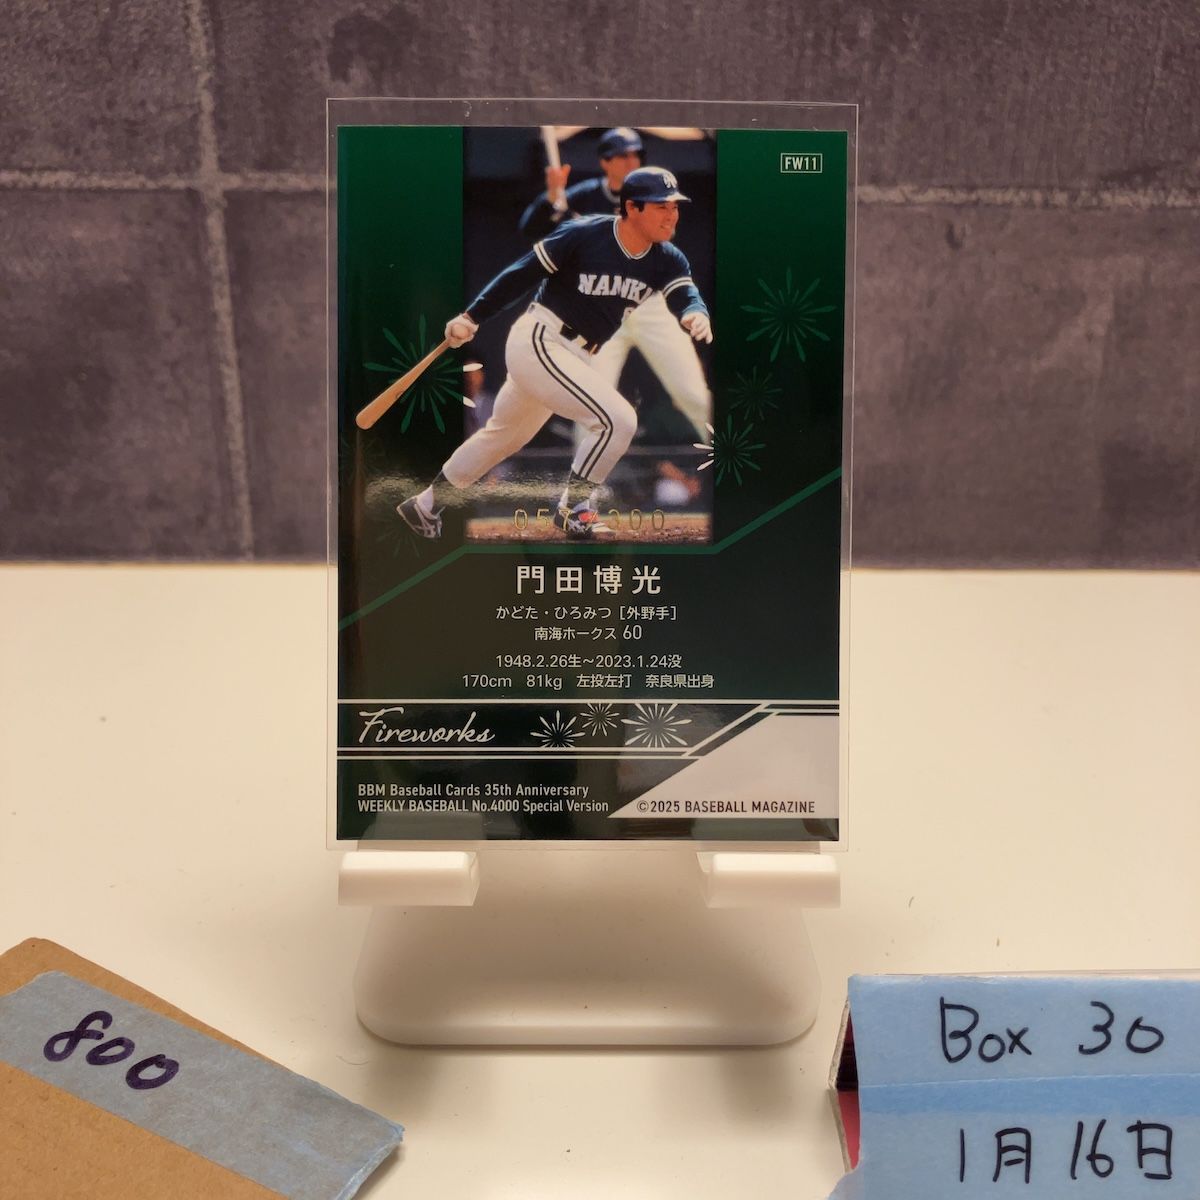 FW11
NANKA
057/300
門田博光
かどた・ひろみつ［外野手］
南海ホークス 60
1948.2.26生～2023.1.24没
170cm 81kg 左投左打 奈良県出身
Fireworks
BBM Baseball Cards 35th Anniversary
WEEKLY BASEBALL No.4000 Special Version
©2025 BASEBALL MAGAZINE
800
Box 30
1月16日